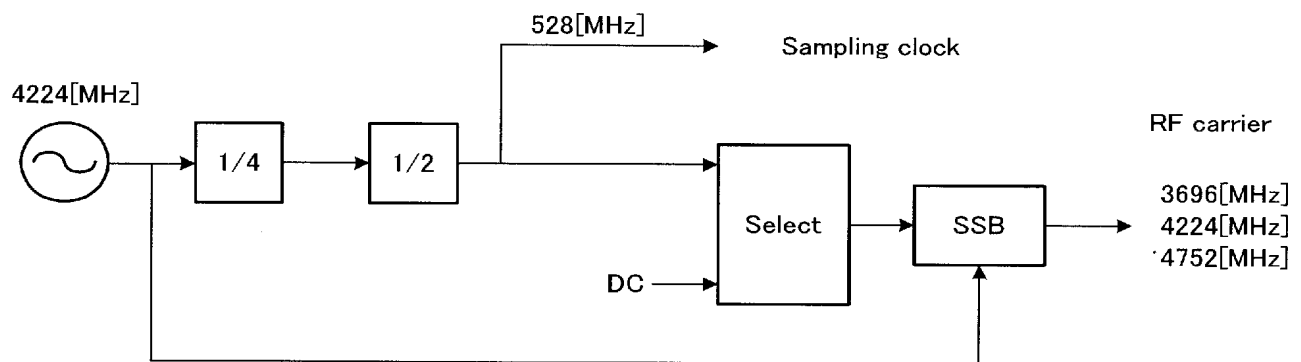 528[MHz]
Sampling clock
4224[MHz]
RF carrier
1/4
1/2
Select
SSB
3696[MHz]
4224[MHz]
4752[MHz]
DC